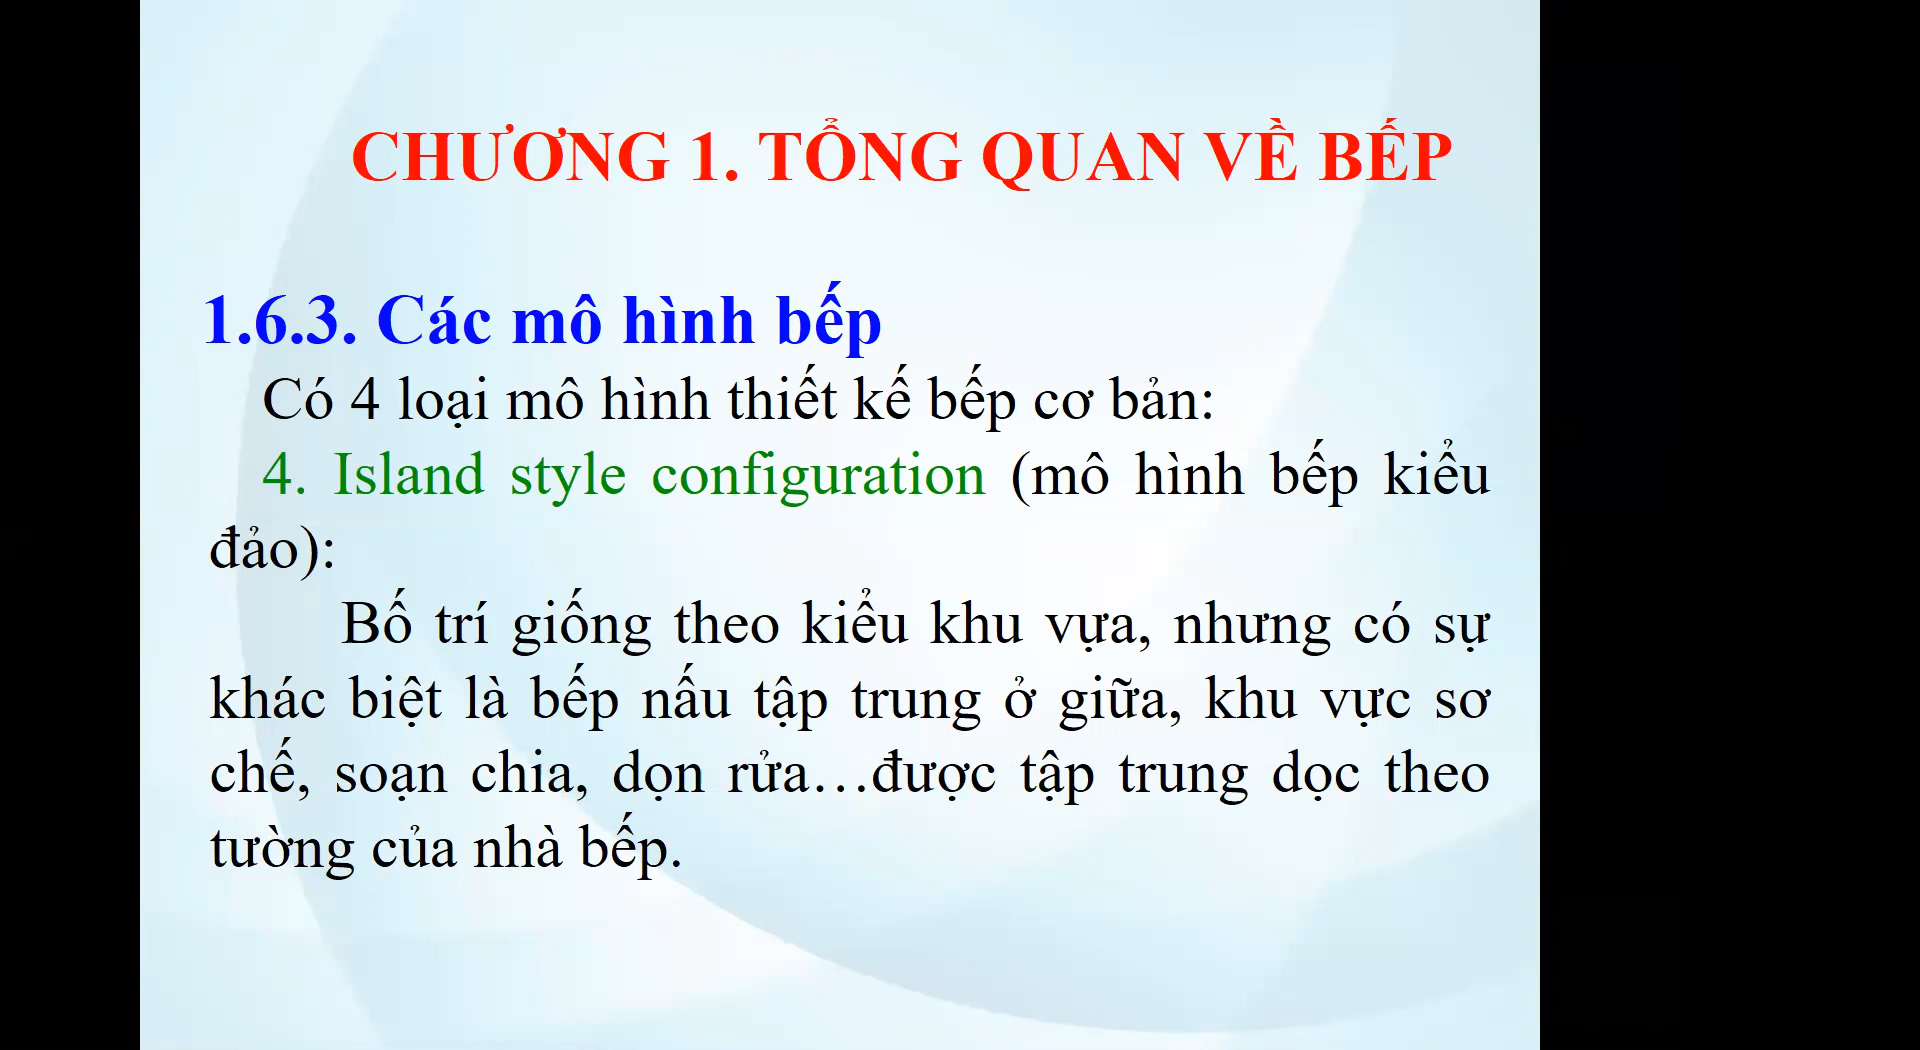 CHƯƠNG 1. TỔNG QUAN VỀ BẾP
1.6.3. Các mô hình bếp
Có 4 loại mô hình thiết kế bếp cơ bản:
4. Island style configuration (mô hình bếp kiểu
đảo):
Bố trí giống theo kiểu khu vựa, nhưng có sự
khác biệt là bếp nấu tập trung ở giữa, khu vực sơ
chế, soạn chia, dọn rửa…được tập trung dọc theo
tường của nhà bếp.